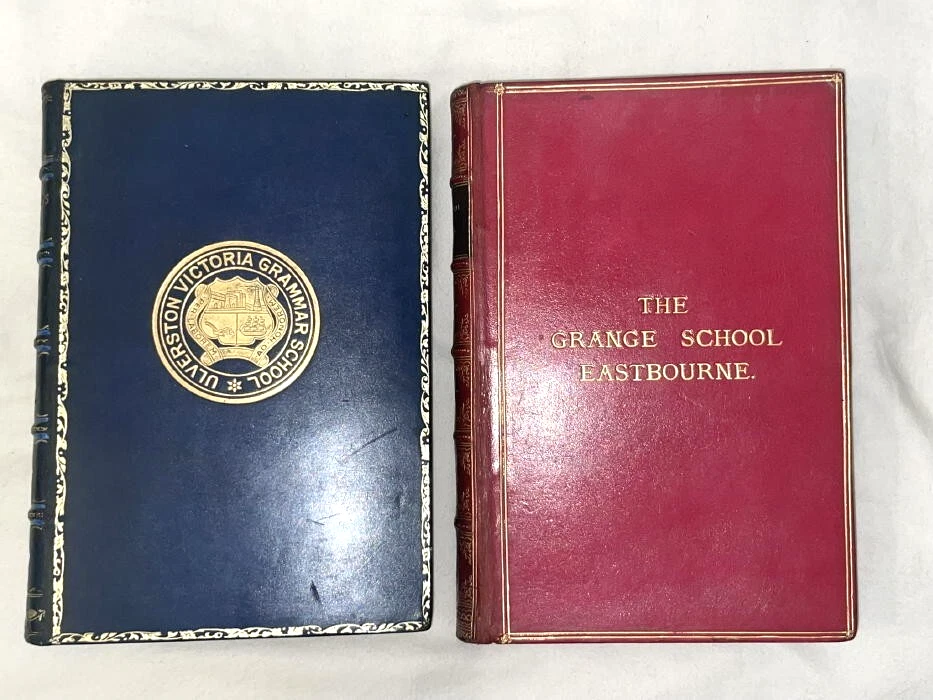 ULVERSTON VICTORIA GRAMMAR SCHOOL
THE
GRANGE SCHOOL
EASTBOURNE.